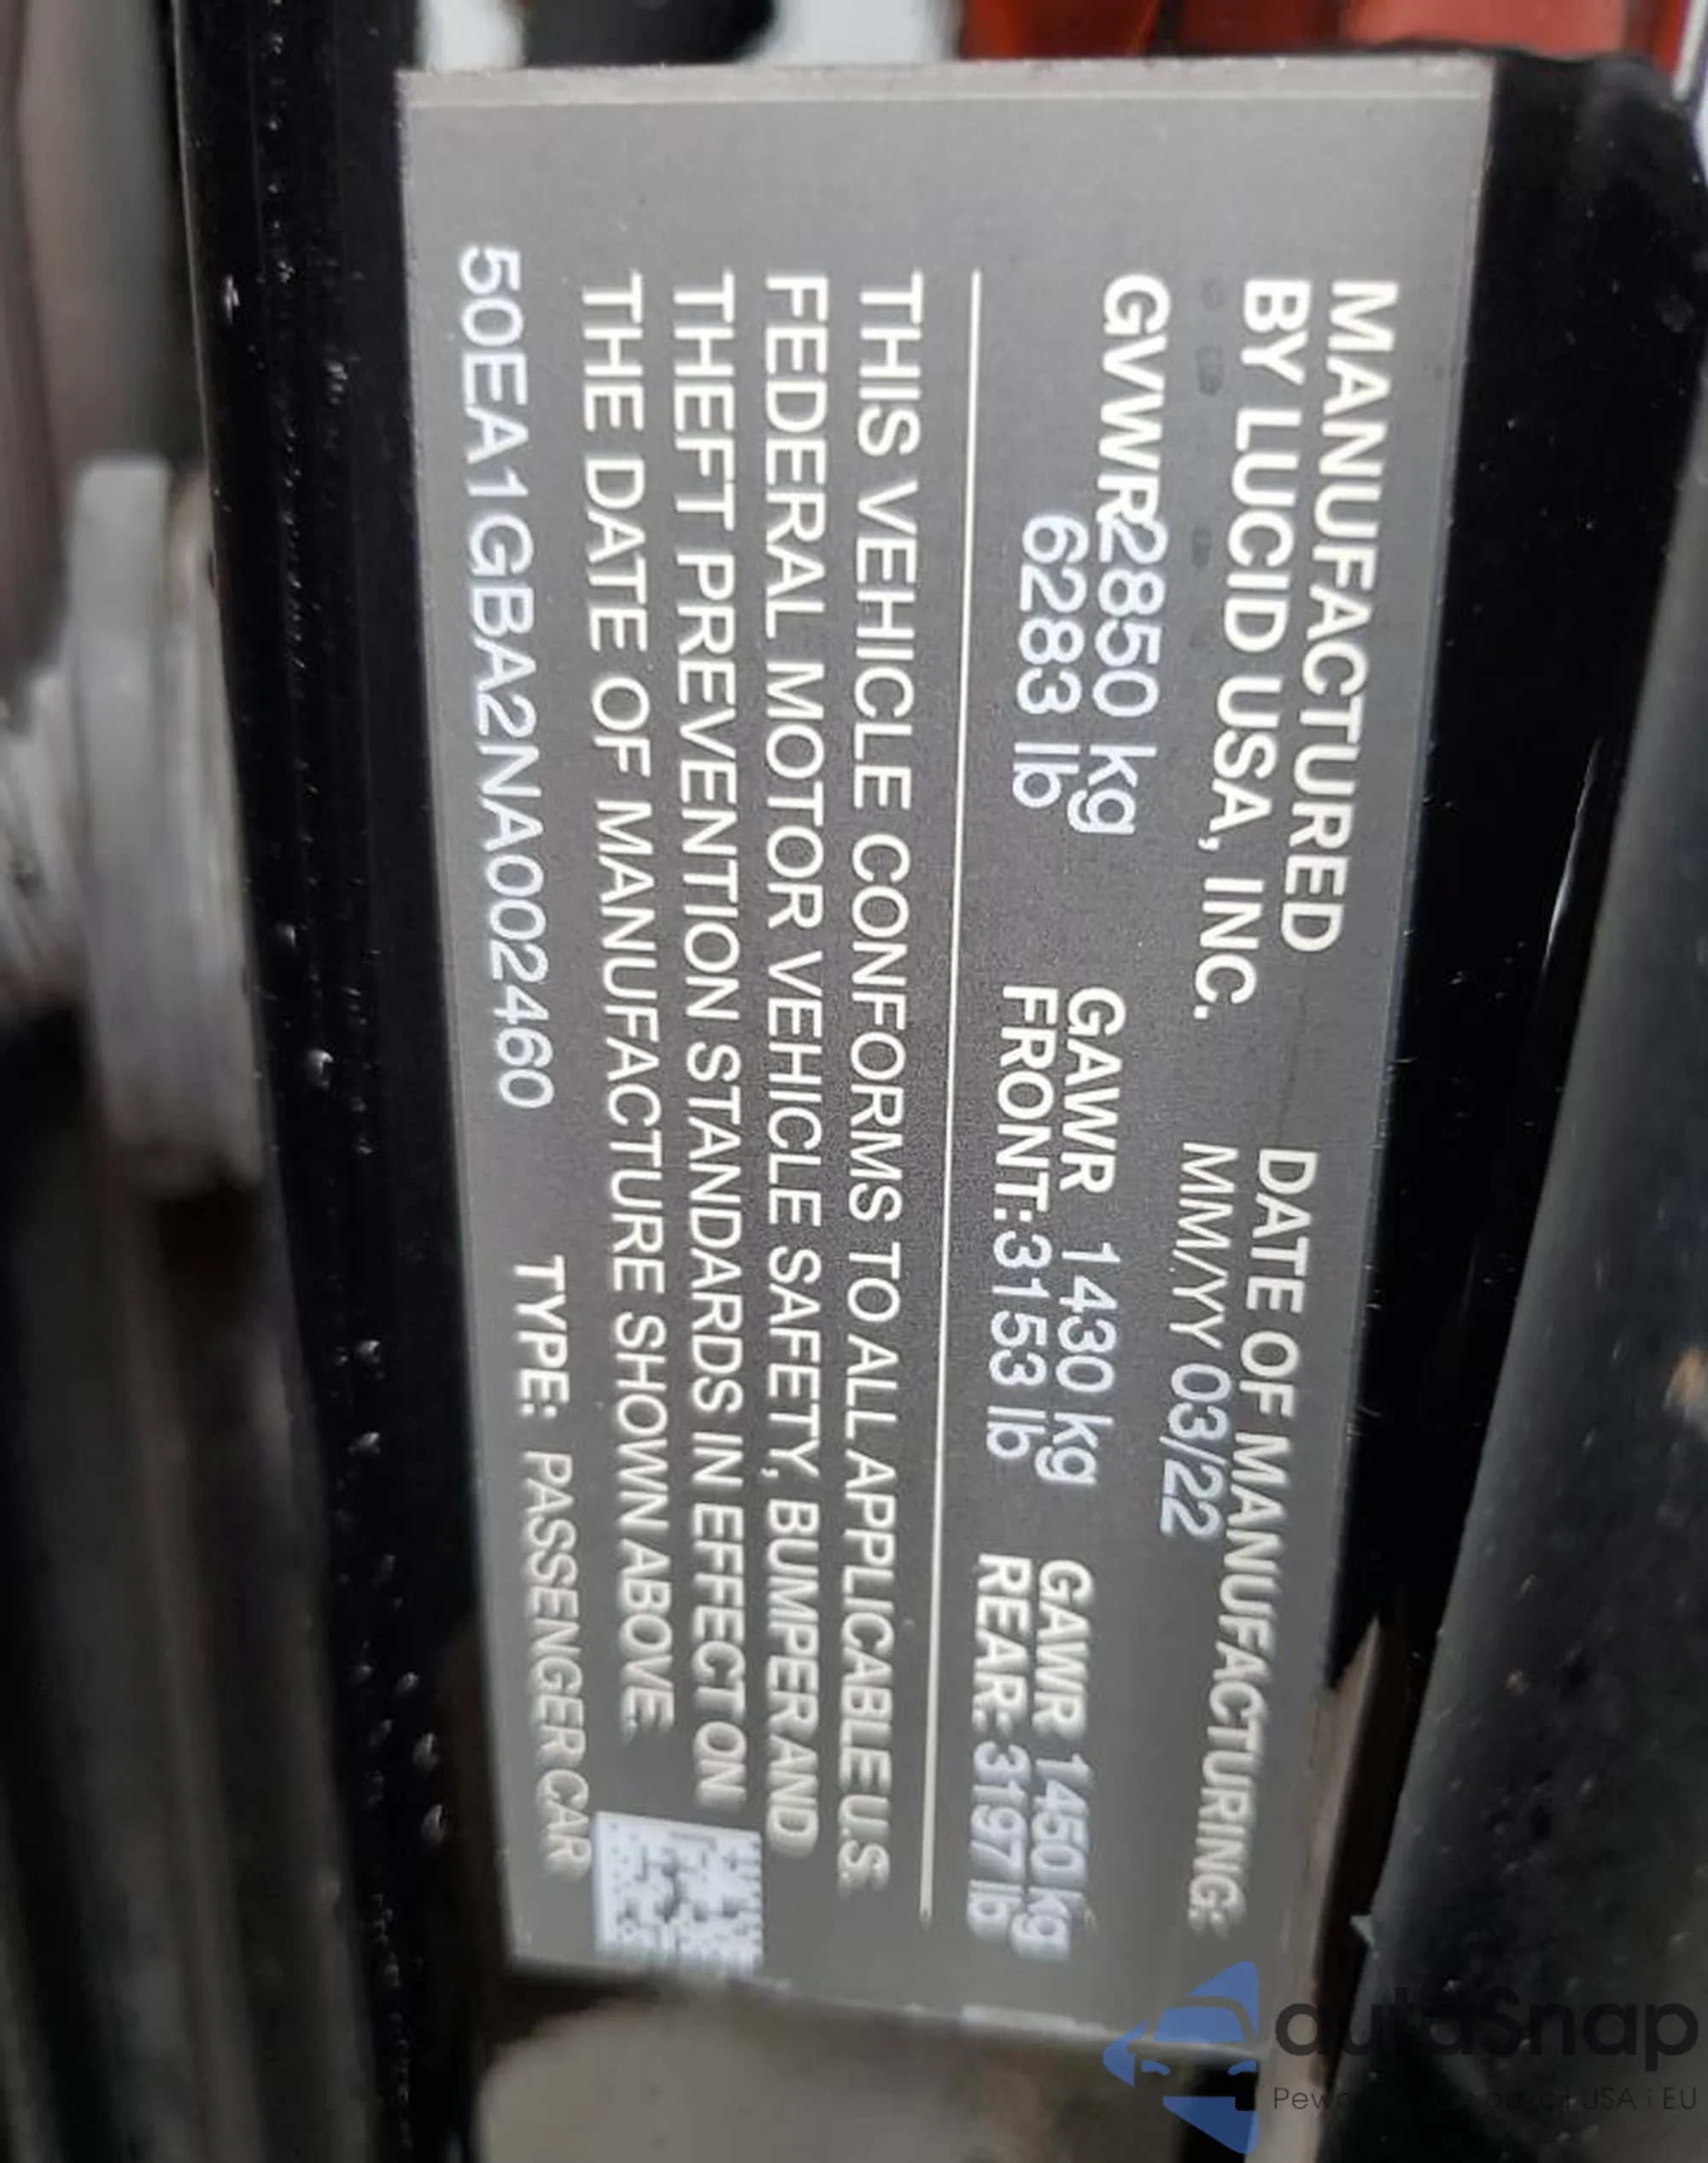 MANUFACTURED
BY LUCID USA, INC.
DATE OF MANUFACTURING:
MM/YY 03/22
GVWR 2850 kg
6283 lb
GAWR 1430 kg
FRONT: 3153 lb
GAWR 1450 kg
REAR: 3197 lb
THIS VEHICLE CONFORMS TO ALL APPLICABLE U.S.
FEDERAL MOTOR VEHICLE SAFETY, BUMPER AND
THEFT PREVENTION STANDARDS IN EFFECT ON
THE DATE OF MANUFACTURE SHOWN ABOVE.
50EA1GBA2NA002460
TYPE: PASSENGER CAR
autaSnap
USA i EU